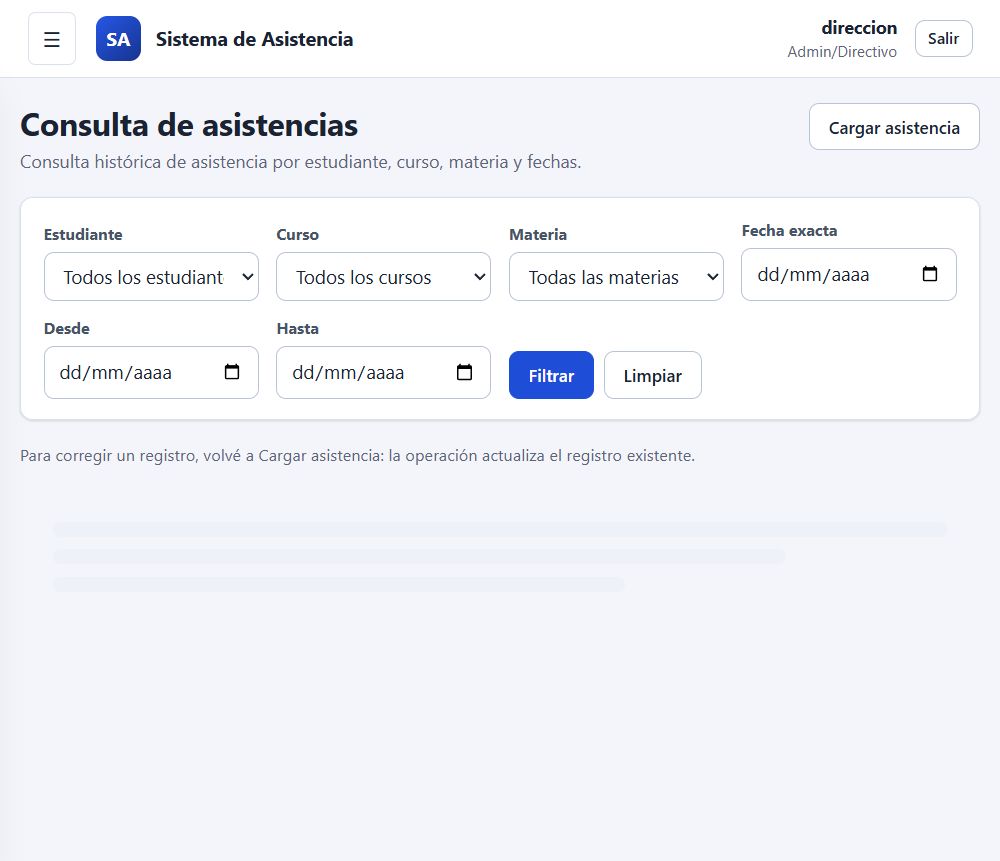 ☰ SA Sistema de Asistencia
direccion
Admin/Directivo
Salir
Consulta de asistencias
Cargar asistencia
Consulta histórica de asistencia por estudiante, curso, materia y fechas.
Estudiante Curso Materia Fecha exacta
Todos los estudiant Todos los cursos Todas las materias dd/mm/aaaa
Desde Hasta
dd/mm/aaaa dd/mm/aaaa Filtrar Limpiar
Para corregir un registro, volvé a Cargar asistencia: la operación actualiza el registro existente.